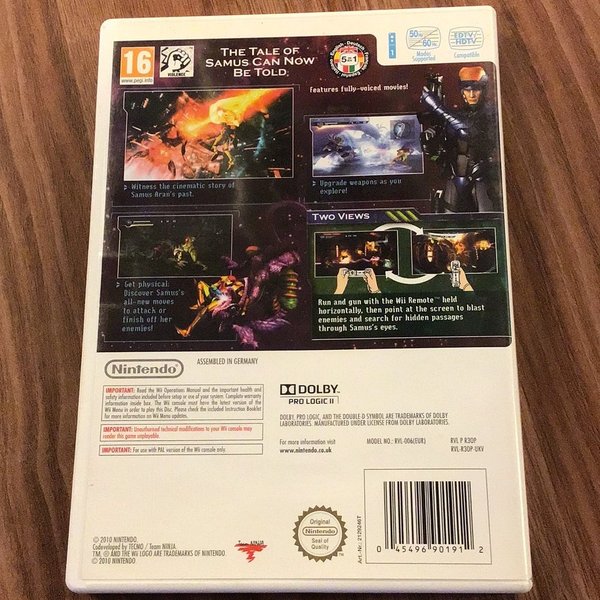 16
www.pegi.info
VIOLENCE
THE TALE OF
SAMUS CAN NOW
BE TOLD.
English · Deutsch
5 in 1
1
50Hz
60Hz
Modes
Supported
EDTV/
HDTV
Compatible
features fully-voiced movies!
Witness the cinematic story of
Samus Aran's past.
Upgrade weapons as you
explore!
Get physical.
Discover Samus's
all-new moves
to attack or
finish off her
enemies!
TWO VIEWS
Run and gun with the Wii Remote™ held
horizontally, then point at the screen to blast
enemies and search for hidden passages
through Samus's eyes.
Nintendo
ASSEMBLED IN GERMANY
IMPORTANT: Read the Wii Operations Manual and the important health and
safety information included before setup or use of your system. Complete warranty
information inside box. The Wii console must have the latest version of the
Wii Menu in order to play this Disc. Please check the included Instruction Booklet
for more information on Wii Menu updates.
IMPORTANT: Unauthorised technical modifications to your Wii console may
render this game unplayable.
IMPORTANT: For use with PAL version of the Wii console only.
DOLBY
PRO LOGIC II
DOLBY, PRO LOGIC, AND THE DOUBLE-D SYMBOL ARE TRADEMARKS OF DOLBY
LABORATORIES. MANUFACTURED UNDER LICENSE FROM DOLBY LABORATORIES.
For more information visit
www.nintendo.co.uk
MODEL NO.: RVL-006(EUR)
RVL P R3OP
RVL-R3OP-UKV
© 2010 NINTENDO.
Codeveloped by TECMO / Team NINJA.
TM, ® AND THE Wii LOGO ARE TRADEMARKS OF NINTENDO.
© 2010 NINTENDO.
Team NINJA
Original
Nintendo
Seal of
Quality
Art.-Nr.: 2129246T
0 45496 90191 2